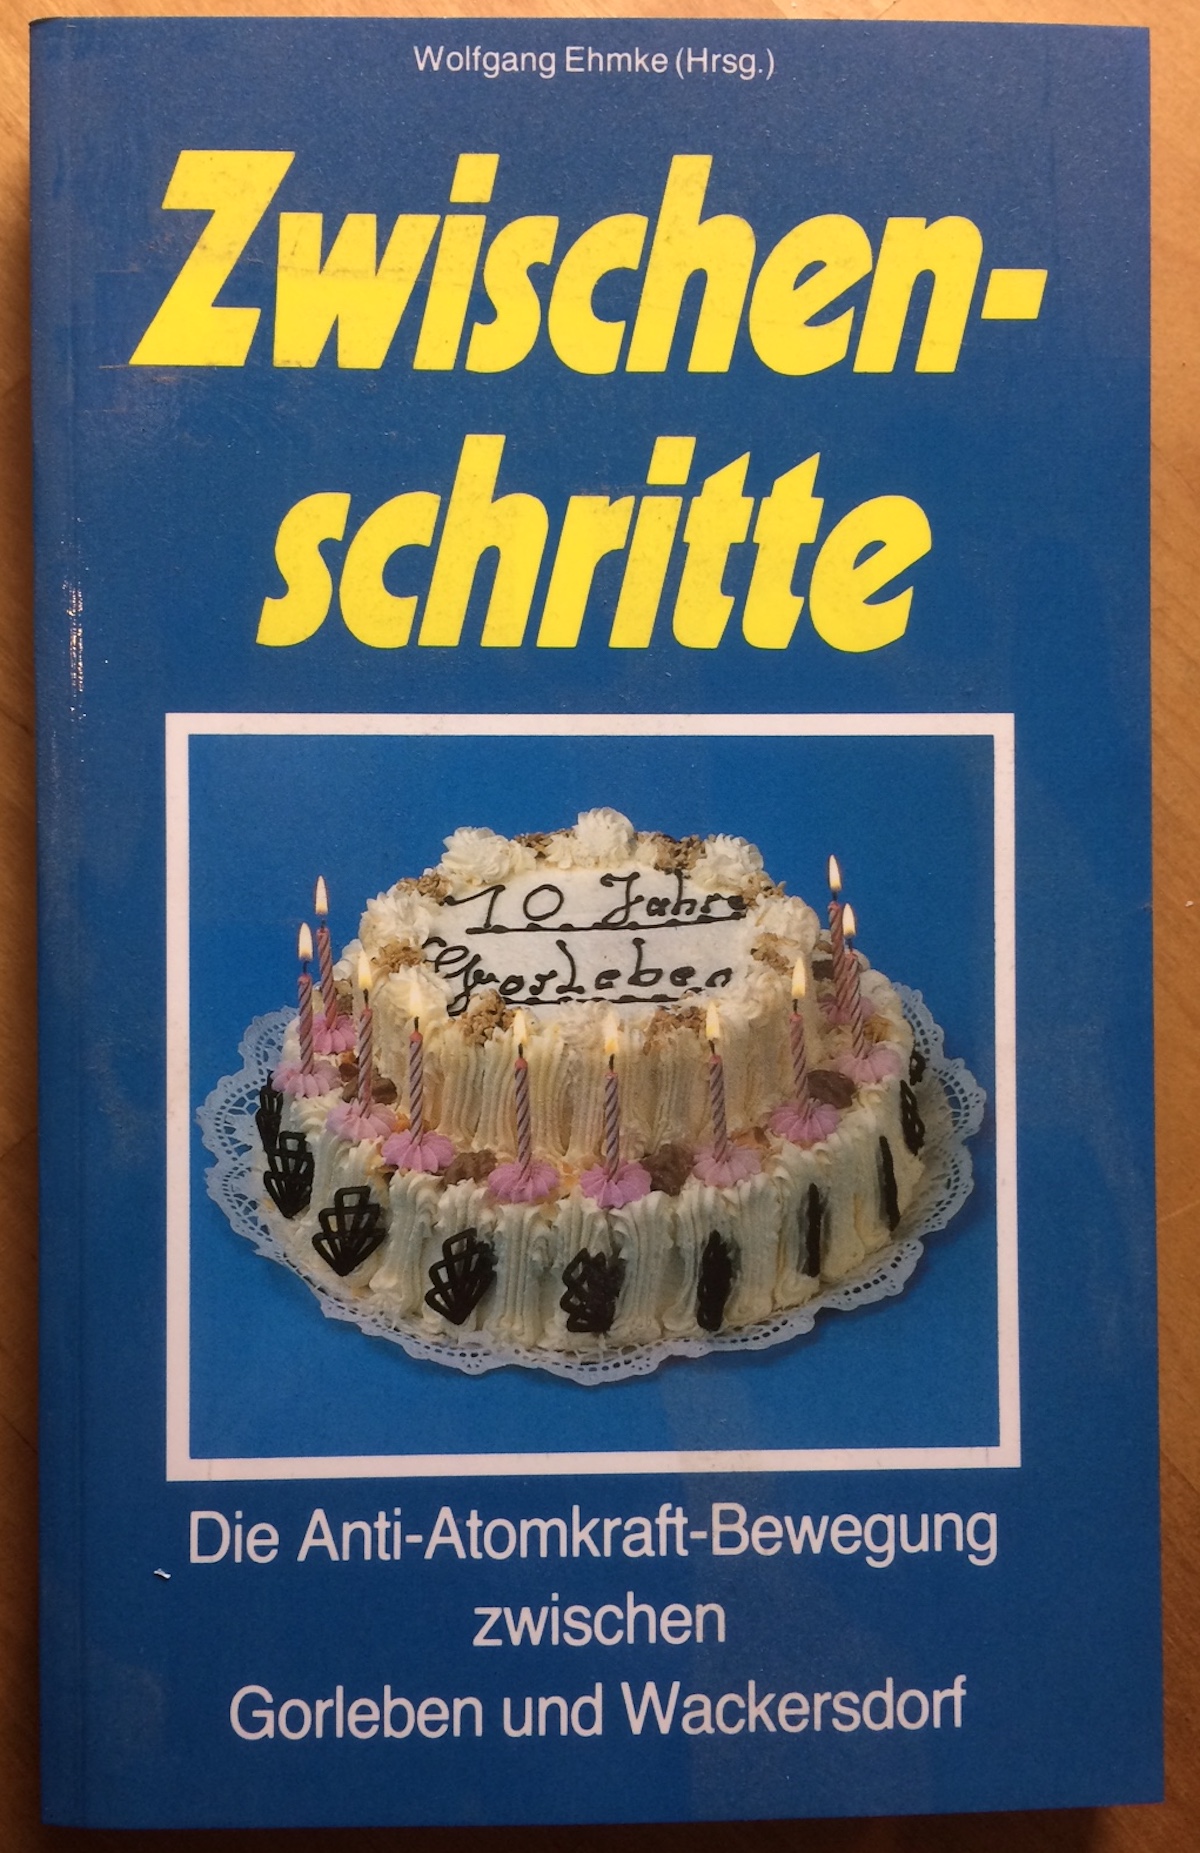 Wolfgang Ehmke (Hrsg.)
Zwischen-
schritte
10 Jahre
Gorleben
Die Anti-Atomkraft-Bewegung
zwischen
Gorleben und Wackersdorf